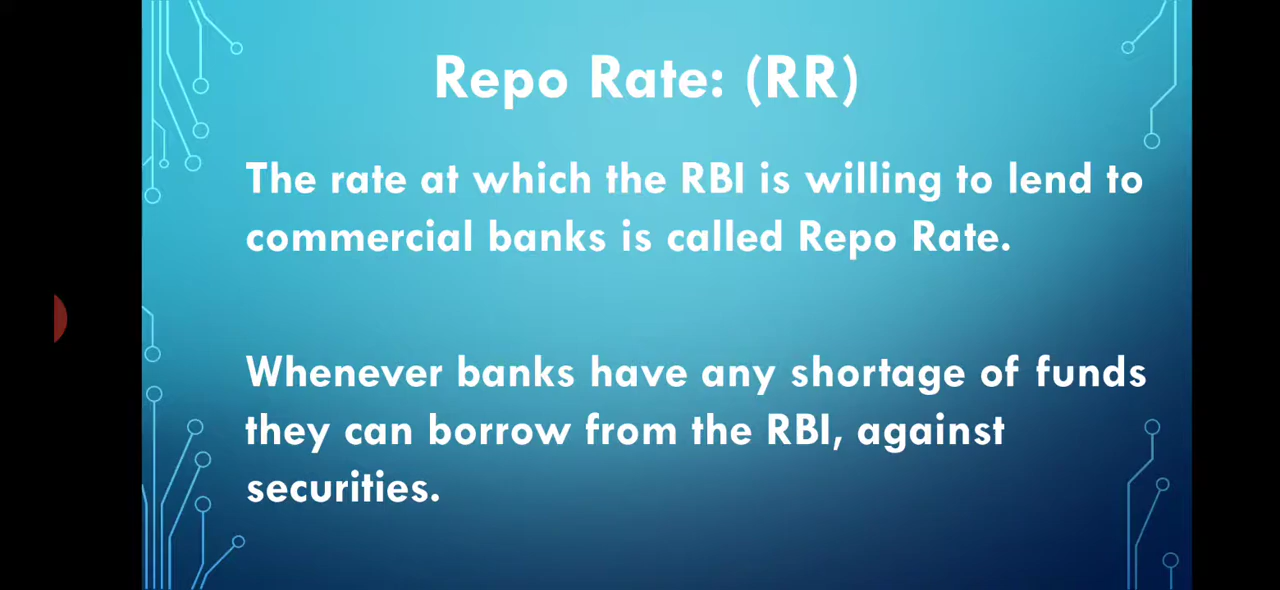 Repo Rate: (RR)
The rate at which the RBI is willing to lend to
commercial banks is called Repo Rate.
Whenever banks have any shortage of funds
they can borrow from the RBI, against
securities.